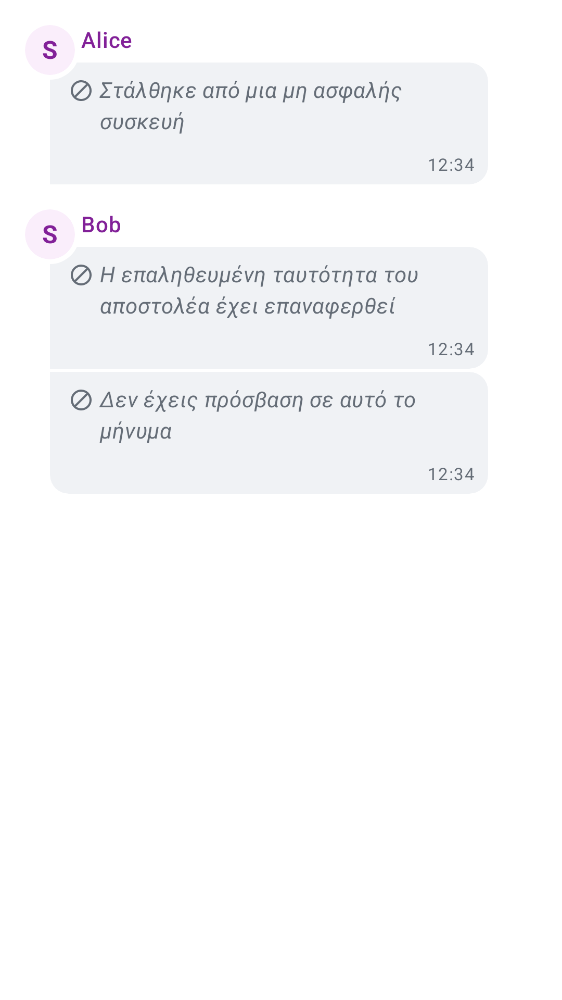 S
Alice
Στάλθηκε από μια μη ασφαλής
συσκευή
12:34
S
Bob
Η επαληθευμένη ταυτότητα του
αποστολέα έχει επαναφερθεί
12:34
Δεν έχεις πρόσβαση σε αυτό το
μήνυμα
12:34